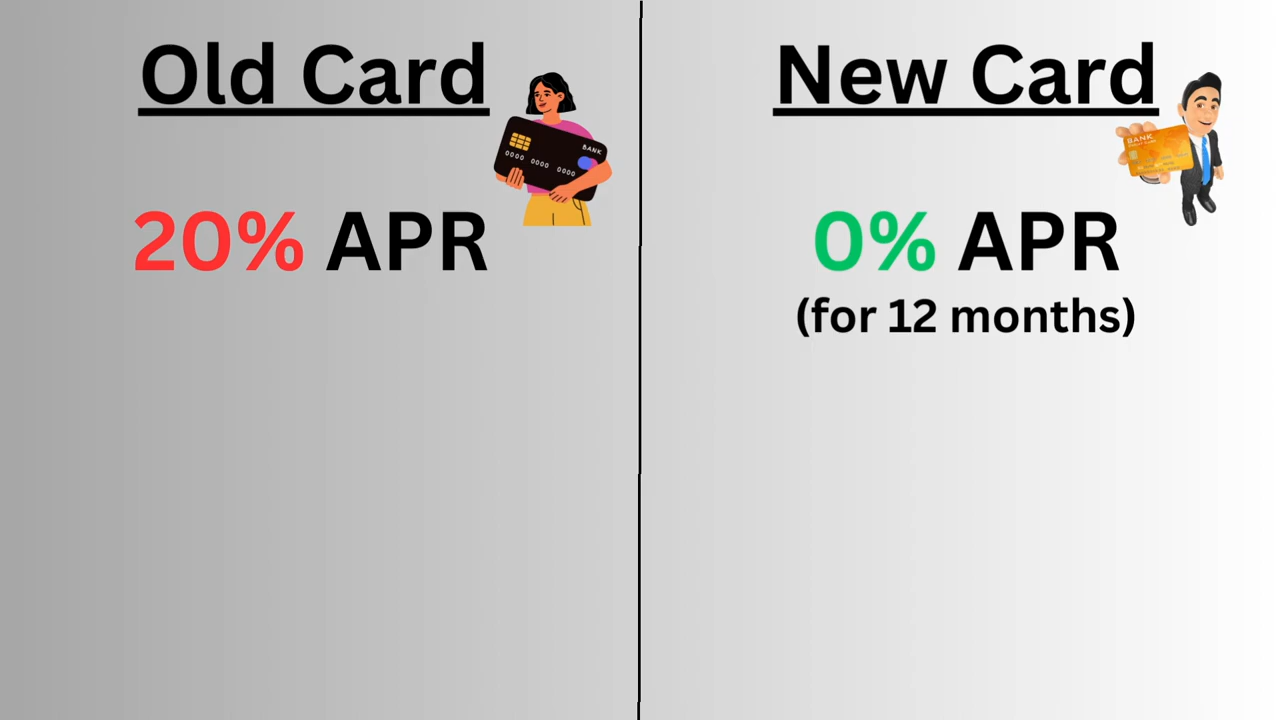 Old Card
BANK
0000 0000 0000
20% APR
New Card
BANK
0% APR
(for 12 months)